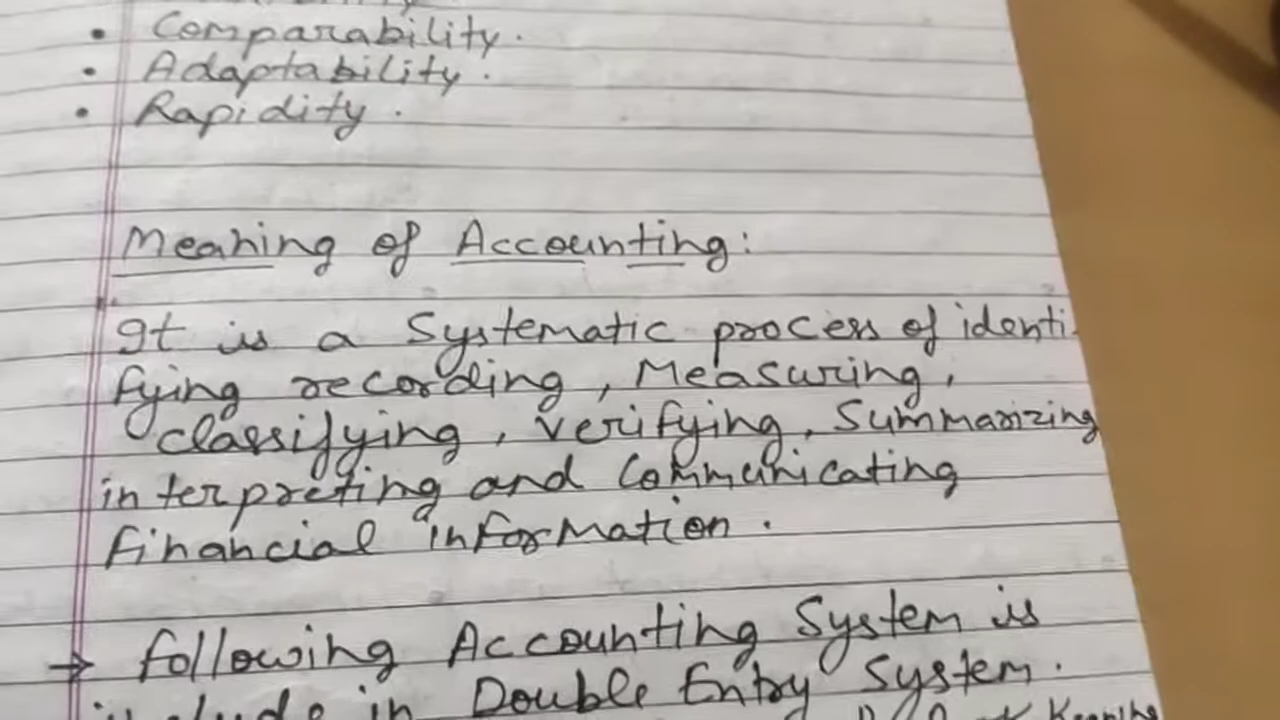 • Comparability.
• Adaptability.
• Rapidity.
Meaning of Accounting:
It is a Systematic process of identi-
fying recording, Measuring,
classifying, verifying, Summarizing
interpreting and Communicating
financial information.
→ following Accounting System is
include in Double Entry System.